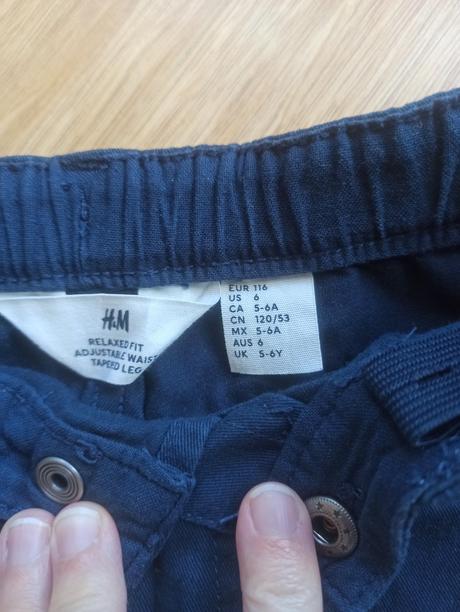 H&M
RELAXED FIT
ADJUSTABLE WAIS
TAPERED LEG
EUR 116
US 6
CA 5-6A
CN 120/53
MX 5-6A
AUS 6
UK 5-6Y